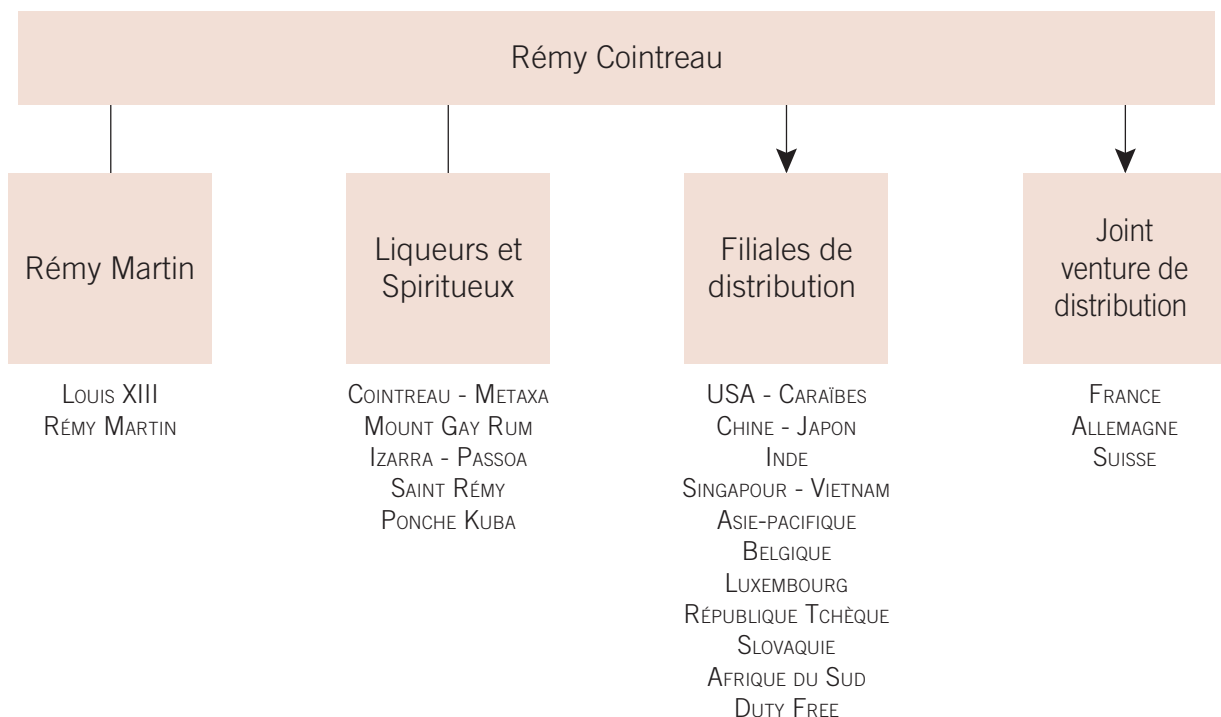 Rémy Cointreau
Rémy Martin
Liqueurs et
Spiritueux
Filiales de
distribution
Joint
venture de
distribution
Louis XIII
Rémy Martin
Cointreau - Metaxa
Mount Gay Rum
Izarra - Passoa
Saint Rémy
Ponche Kuba
USA - Caraïbes
Chine - Japon
Inde
Singapour - Vietnam
Asie-pacifique
Belgique
Luxembourg
République Tchèque
Slovaquie
Afrique du Sud
Duty Free
France
Allemagne
Suisse